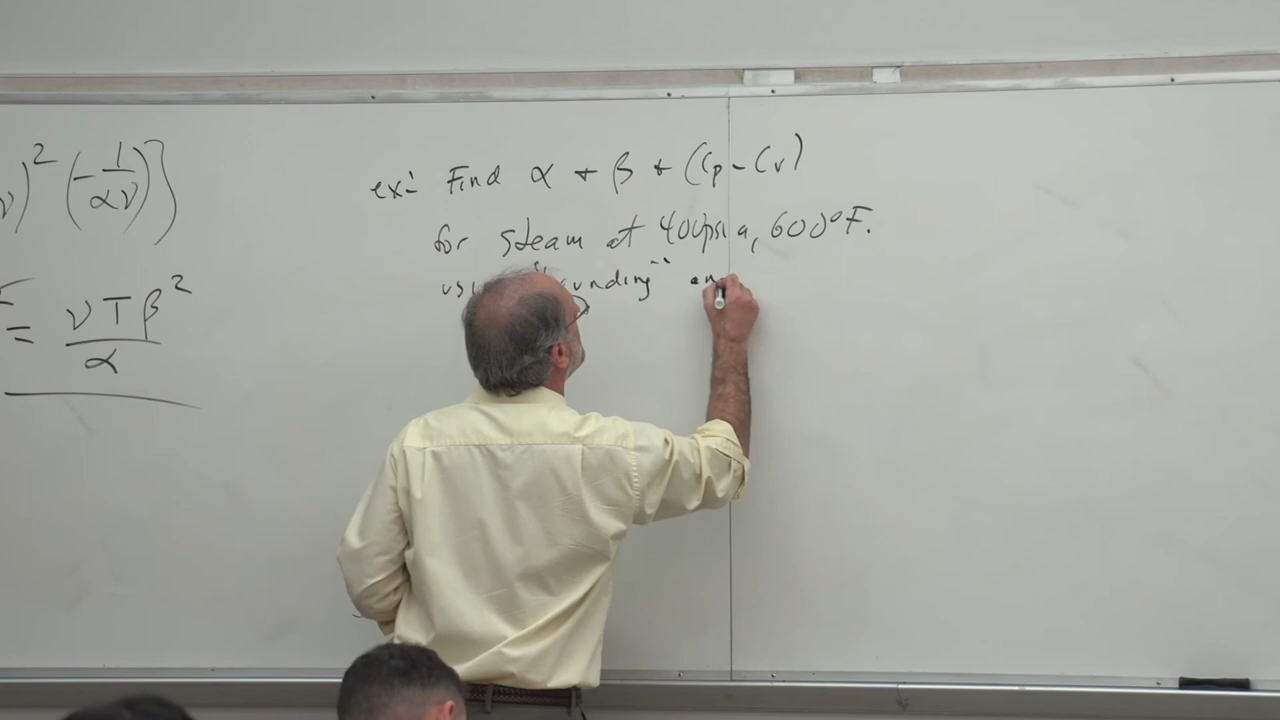 ν)² (-1/αν)}
= νTβ²/α
ex: Find α + β + (Cp - Cv)
for steam at 400psia, 600°F.